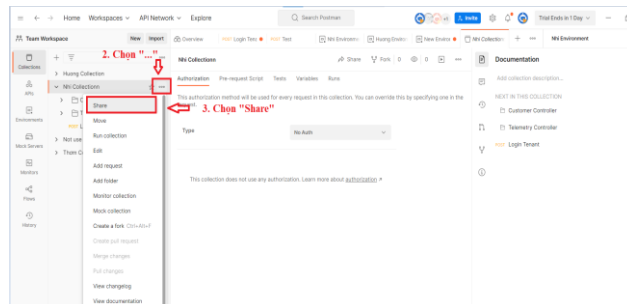 Home Workspaces API Network Explore
Search Postman
Invite
Trial Ends in 1 Day
Team Workspace
New Import
Overview
POST Login Tena
POST Test
Nhi Environm
Huong Enviro
New Enviro
Nhi Collection
Nhi Environment
2. Chọn "..."
Collections
APIs
Environments
Mock Servers
Monitors
Flows
History
Huong Collection
Nhi Collection
Not use
Share
Move
Run collection
Edit
Add request
Add folder
Monitor collection
Mock collection
Create a fork Ctrl+Alt+F
Create pull request
Merge changes
Pull changes
View changelog
View documentation
3. Chọn "Share"
Nhi Collection
Share Fork 0 0
Authorization Pre-request Script Tests Variables Runs
This authorization method will be used for every request in this collection. You can override this by specifying one in the
request.
Type
No Auth
This collection does not use any authorization. Learn more about authorization
Documentation
Add collection description...
NEXT IN THIS COLLECTION
Customer Controller
Telemetry Controller
POST Login Tenant